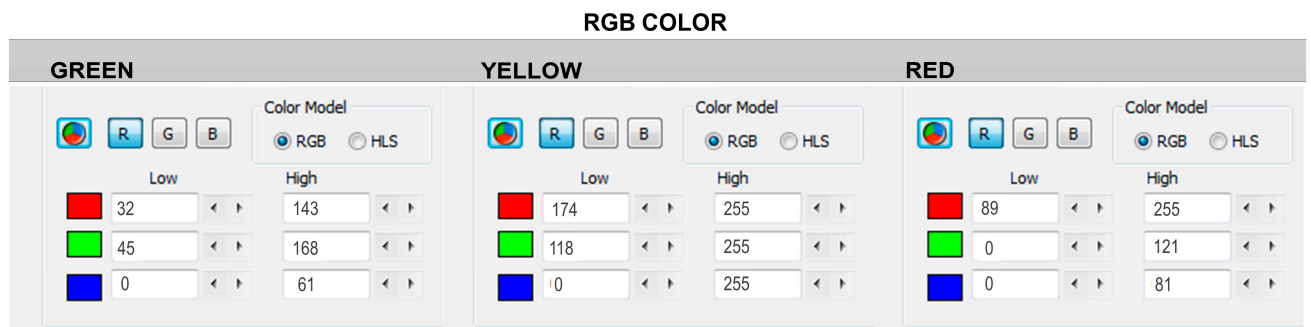 RGB COLOR
GREEN YELLOW RED
Color Model Color Model Color Model
R G B RGB HLS R G B RGB HLS R G B RGB HLS
Low High Low High Low High
32 143 174 255 89 255
45 168 118 255 0 121
0 61 0 255 0 81